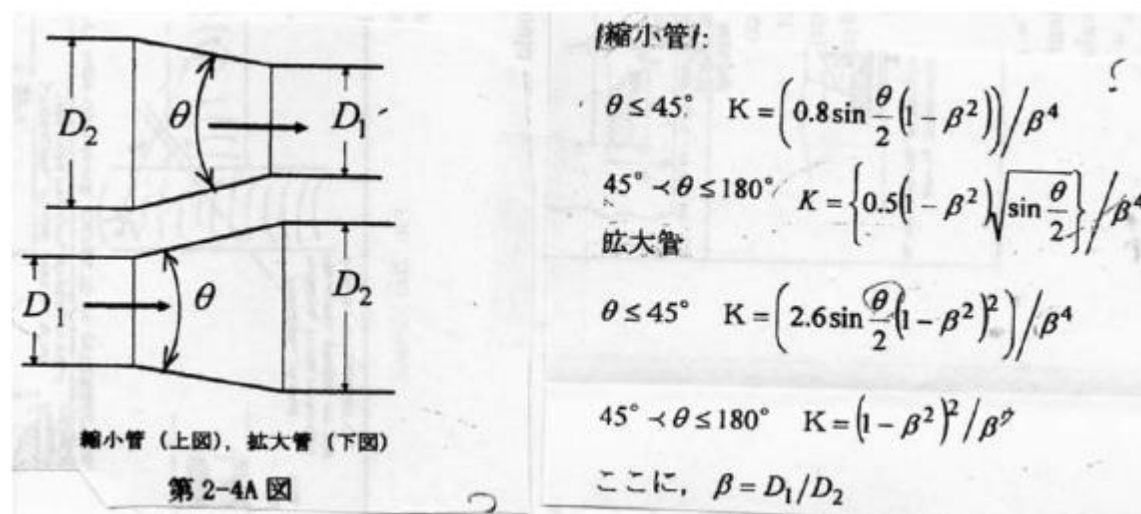 D₂
θ
D₁
D₁
θ
D₂
縮小管 (上図), 拡大管 (下図)
第 2-4A 図
縮小管:
θ ≤ 45° K = (0.8 sin θ/2 (1 − β²)) / β⁴
45° ≺ θ ≤ 180° K = {0.5(1 − β²)√(sin θ/2)} / β⁴
拡大管
θ ≤ 45° K = (2.6 sin θ/2 (1 − β²)²) / β⁴
45° ≺ θ ≤ 180° K = (1 − β²)² / β
ここに, β = D₁/D₂